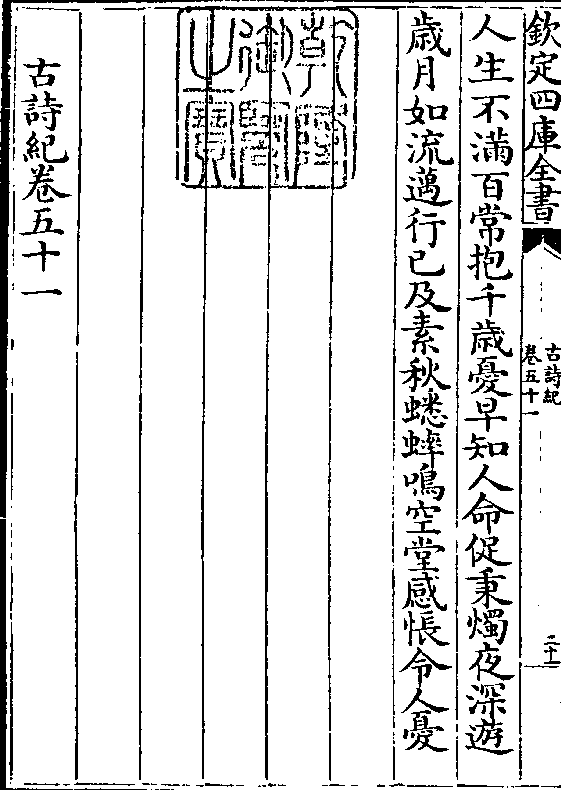 欽定四庫全書
古詩紀
卷五十一
二十一
人生不滿百常抱千歲憂早知人命促秉燭夜深遊
歲月如流邁行已及素秋蟋蟀鳴空堂感悵令人憂
乾隆
御覽
之寶
古詩紀卷五十一